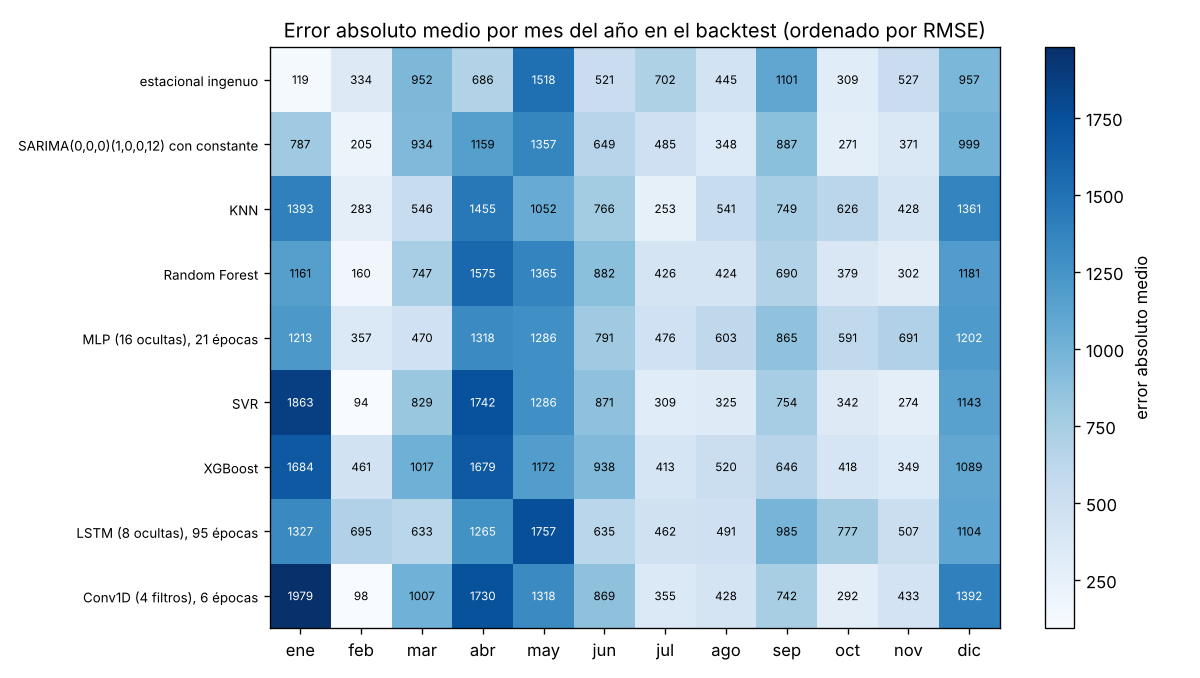 Error absoluto medio por mes del año en el backtest (ordenado por RMSE)
estacional ingenuo 119 334 952 686 1518 521 702 445 1101 309 527 957
SARIMA(0,0,0)(1,0,0,12) con constante 787 205 934 1159 1357 649 485 348 887 271 371 999
KNN 1393 283 546 1455 1052 766 253 541 749 626 428 1361
Random Forest 1161 160 747 1575 1365 882 426 424 690 379 302 1181
MLP (16 ocultas), 21 épocas 1213 357 470 1318 1286 791 476 603 865 591 691 1202
SVR 1863 94 829 1742 1286 871 309 325 754 342 274 1143
XGBoost 1684 461 1017 1679 1172 938 413 520 646 418 349 1089
LSTM (8 ocultas), 95 épocas 1327 695 633 1265 1757 635 462 491 985 777 507 1104
Conv1D (4 filtros), 6 épocas 1979 98 1007 1730 1318 869 355 428 742 292 433 1392
ene feb mar abr may jun jul ago sep oct nov dic
1750
1500
1250
1000
750
500
250
error absoluto medio